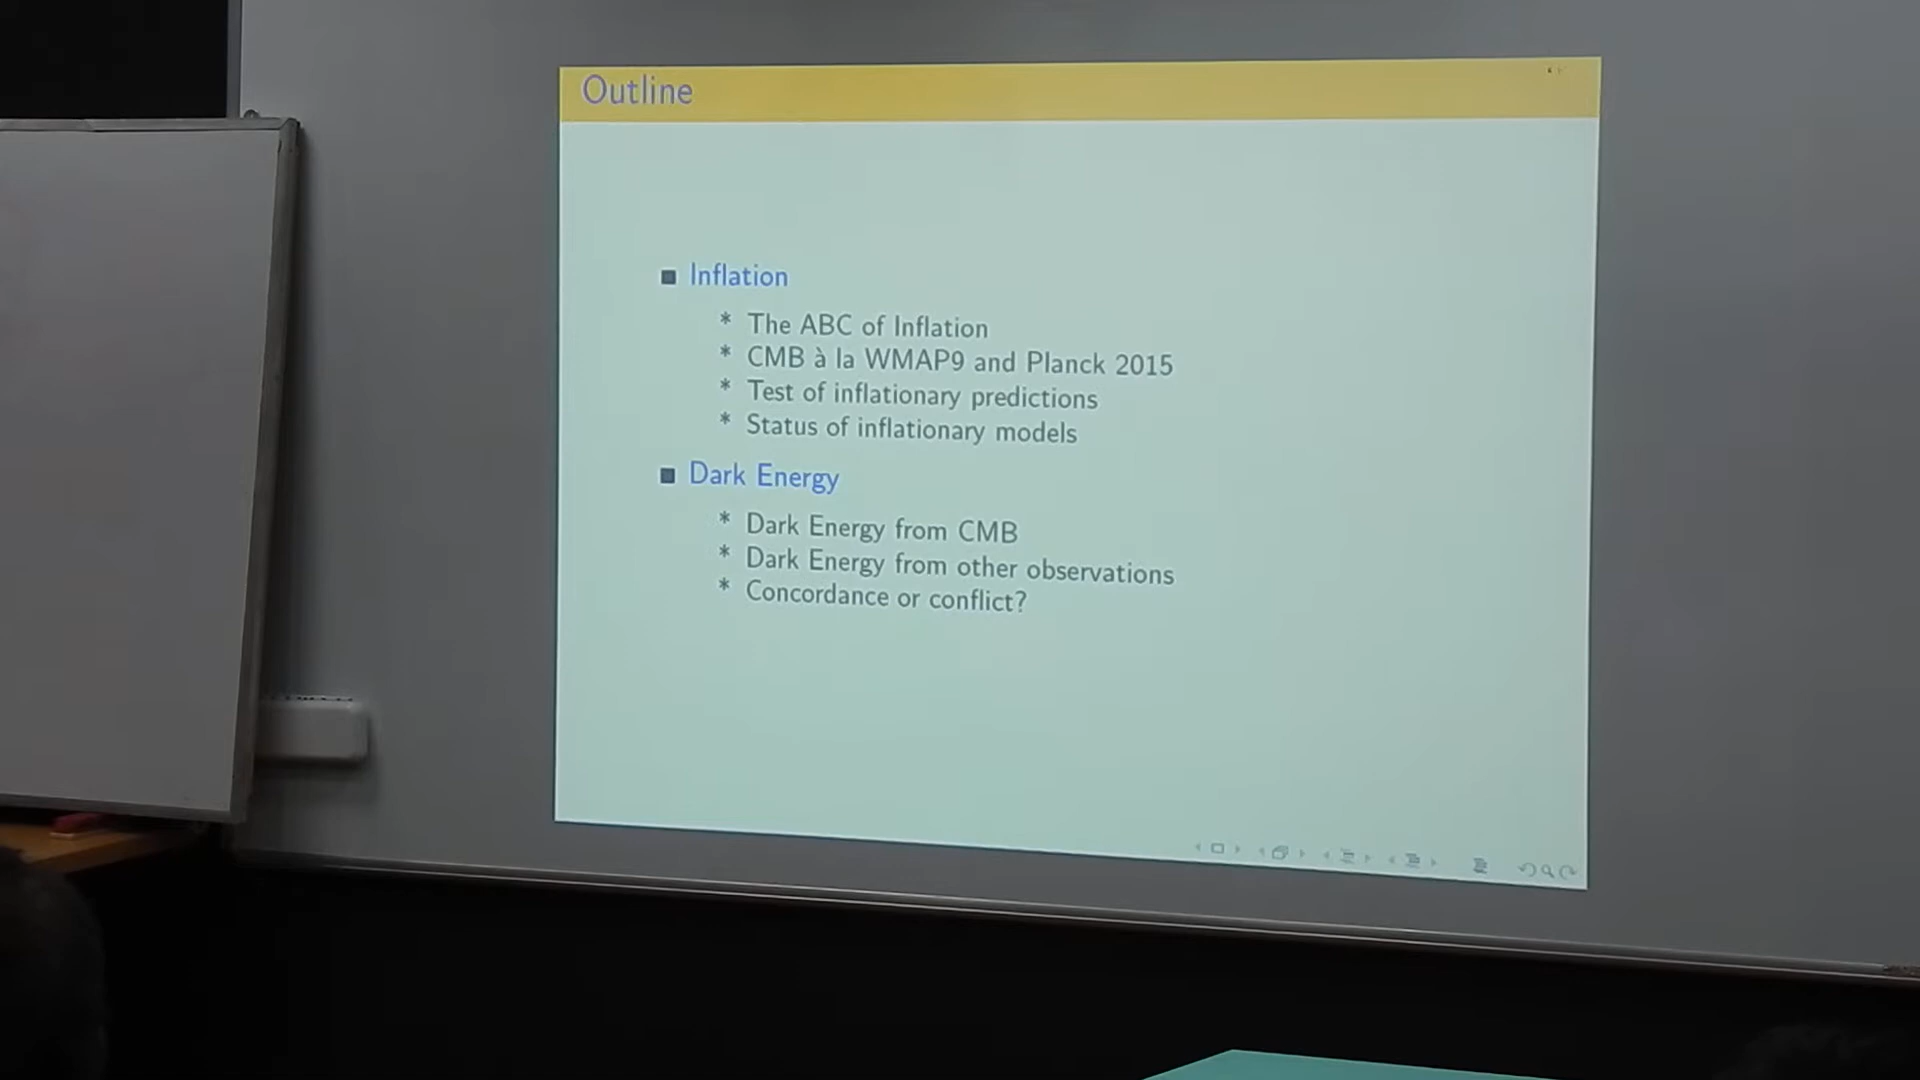 Outline
Inflation
* The ABC of Inflation
* CMB à la WMAP9 and Planck 2015
* Test of inflationary predictions
* Status of inflationary models
Dark Energy
* Dark Energy from CMB
* Dark Energy from other observations
* Concordance or conflict?